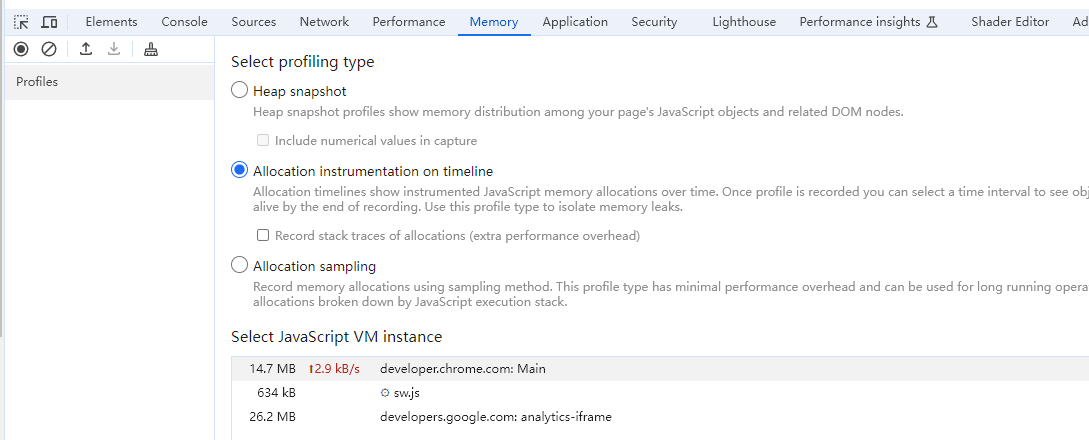 Elements Console Sources Network Performance Memory Application Security Lighthouse Performance insights Shader Editor Ad
Profiles
Select profiling type
Heap snapshot
Heap snapshot profiles show memory distribution among your page's JavaScript objects and related DOM nodes.
Include numerical values in capture
Allocation instrumentation on timeline
Allocation timelines show instrumented JavaScript memory allocations over time. Once profile is recorded you can select a time interval to see obj
alive by the end of recording. Use this profile type to isolate memory leaks.
Record stack traces of allocations (extra performance overhead)
Allocation sampling
Record memory allocations using sampling method. This profile type has minimal performance overhead and can be used for long running opera
allocations broken down by JavaScript execution stack.
Select JavaScript VM instance
14.7 MB ↑2.9 kB/s developer.chrome.com: Main
634 kB sw.js
26.2 MB developers.google.com: analytics-iframe